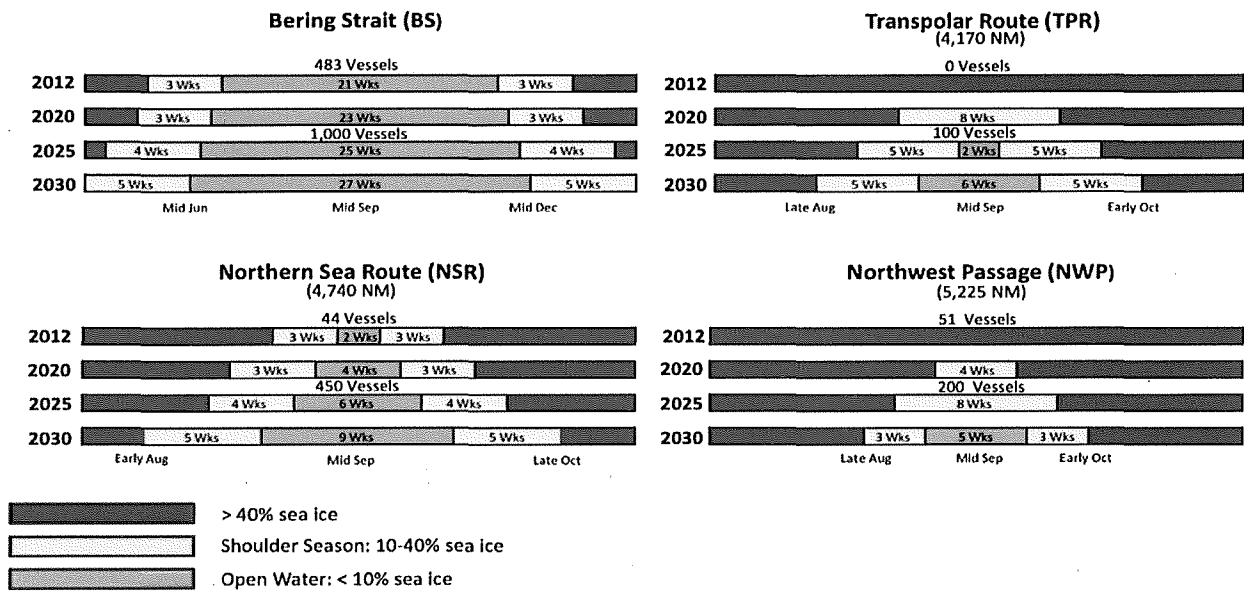 Bering Strait (BS)
483 Vessels
2012 3 Wks 21 Wks 3 Wks
2020 3 Wks 23 Wks 3 Wks
1,000 Vessels
2025 4 Wks 25 Wks 4 Wks
2030 5 Wks 27 Wks 5 Wks
Mid Jun Mid Sep Mid Dec
Transpolar Route (TPR)
(4,170 NM)
0 Vessels
2012
2020 8 Wks
100 Vessels
2025 5 Wks 2 Wks 5 Wks
2030 5 Wks 6 Wks 5 Wks
Late Aug Mid Sep Early Oct
Northern Sea Route (NSR)
(4,740 NM)
44 Vessels
2012 3 Wks 2 Wks 3 Wks
2020 3 Wks 4 Wks 3 Wks
450 Vessels
2025 4 Wks 6 Wks 4 Wks
2030 5 Wks 9 Wks 5 Wks
Early Aug Mid Sep Late Oct
Northwest Passage (NWP)
(5,225 NM)
51 Vessels
2012
2020 4 Wks
200 Vessels
2025 8 Wks
2030 3 Wks 5 Wks 3 Wks
Late Aug Mid Sep Early Oct
> 40% sea ice
Shoulder Season: 10-40% sea ice
Open Water: < 10% sea ice